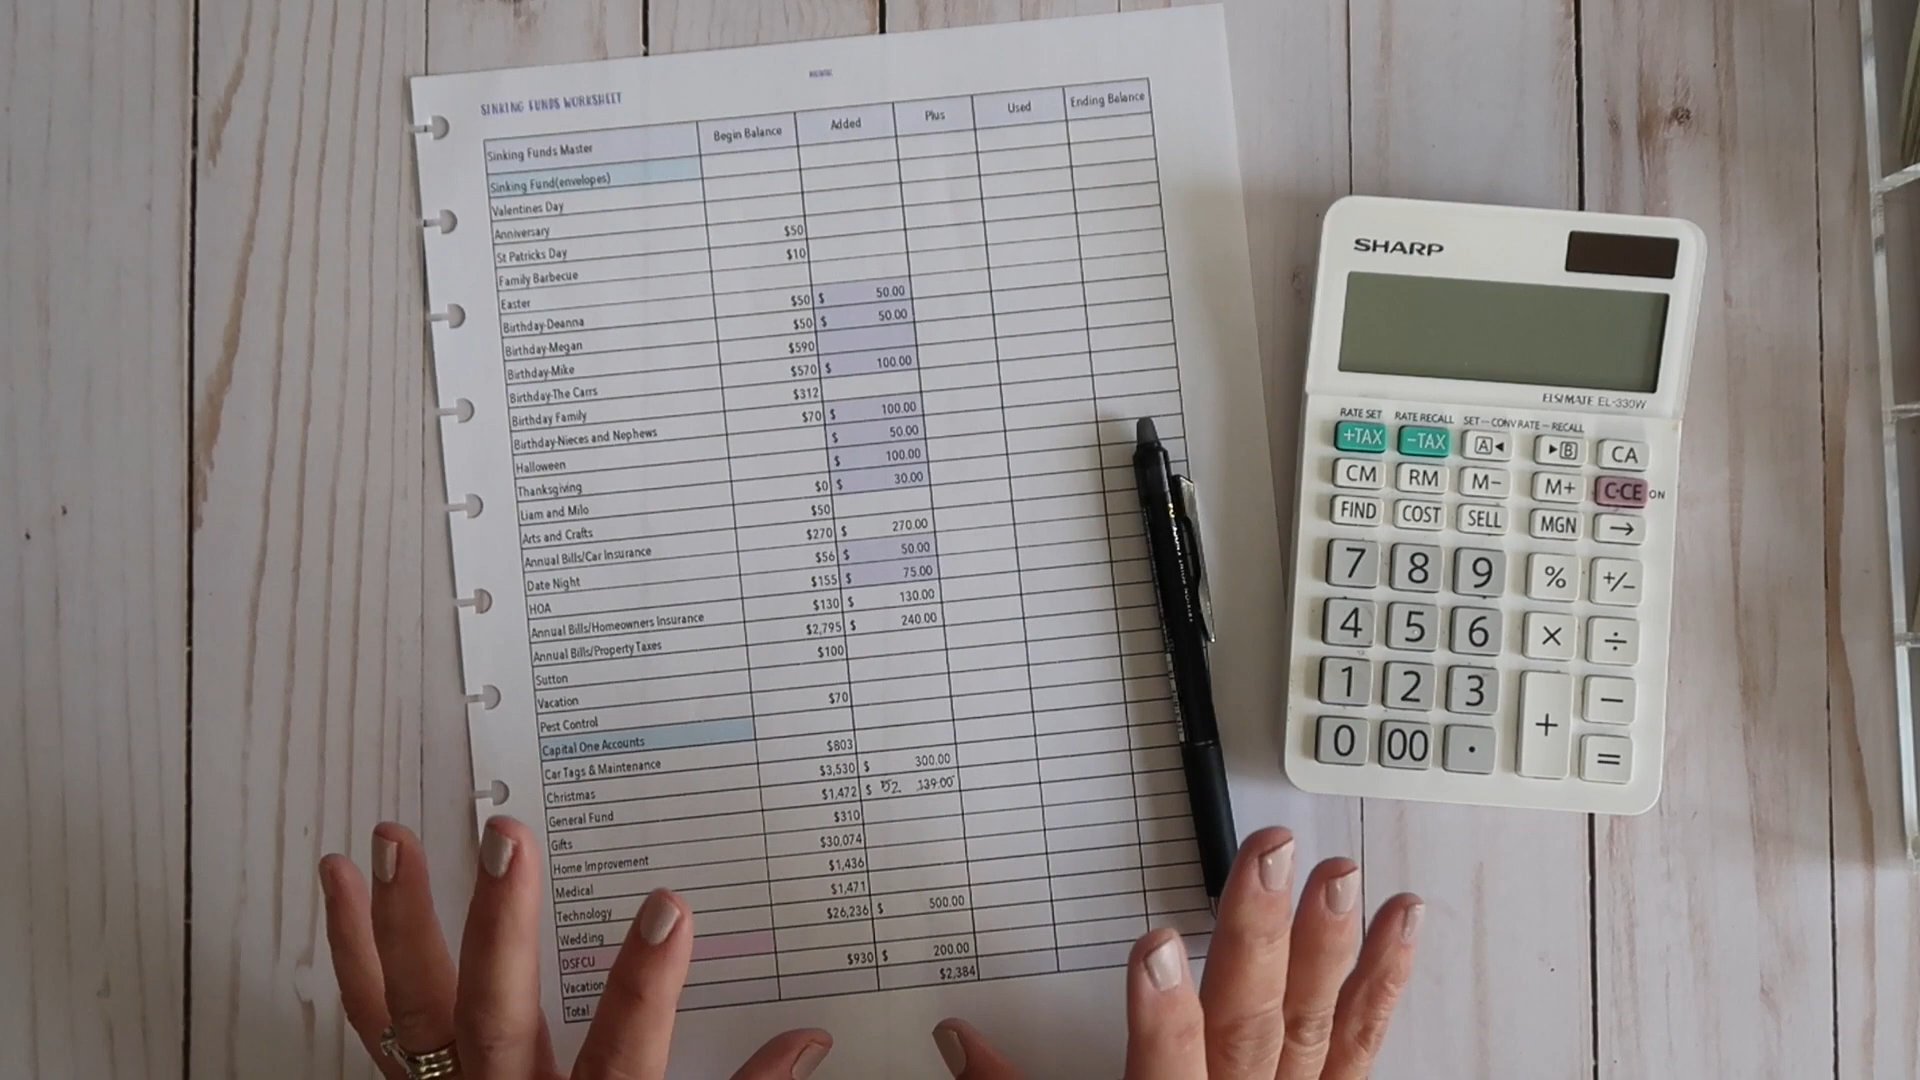 SINKING FUNDS WORKSHEET
Sinking Funds Master Begin Balance Added Plus Used Ending Balance
Sinking Fund(envelopes)
Valentines Day
Anniversary
St Patricks Day $50
Family Barbecue $10
Easter
Birthday-Deanna $50 $ 50.00
Birthday-Megan $50 $ 50.00
Birthday-Mike $590
Birthday-The Carrs $570 $ 100.00
Birthday Family $312
Birthday-Nieces and Nephews $70 $ 100.00
Halloween $ 50.00
Thanksgiving $ 100.00
Liam and Milo $0 $ 30.00
Arts and Crafts $50
Annual Bills/Car Insurance $270 $ 270.00
Date Night $56 $ 50.00
HOA $155 $ 75.00
Annual Bills/Homeowners Insurance $130 $ 130.00
Annual Bills/Property Taxes $2,795 $ 240.00
Sutton $100
Vacation
Pest Control $70
Capital One Accounts
Car Tags & Maintenance $803
Christmas $3,530 $ 300.00
General Fund $1,472 $ 52 139.00
Gifts $310
Home Improvement $30,074
Medical $1,436
Technology $1,471
Wedding $26,236 $ 500.00
DSFCU
Vacation $930 $ 200.00
Total $2,384
SHARP
ELSI MATE EL-330W
RATE SET RATE RECALL SET - CONV RATE - RECALL
+TAX -TAX A◄ ►B CA
CM RM M- M+ C·CE ON
FIND COST SELL MGN →
7 8 9 % +/-
4 5 6 × ÷
1 2 3 + −
0 00 · =